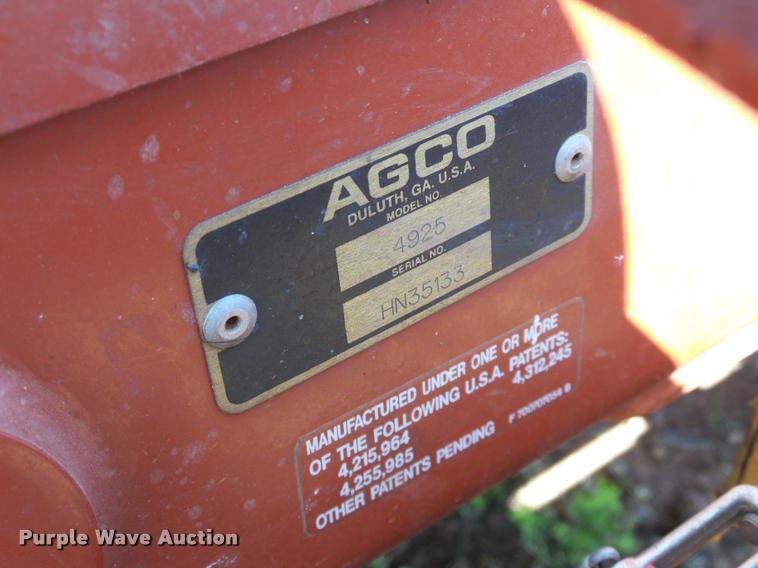 AGCO
DULUTH, GA. U.S.A.
MODEL NO.
4925
SERIAL NO.
HN35133
MANUFACTURED UNDER ONE OR MORE
OF THE FOLLOWING U.S.A. PATENTS:
4,215,964 4,312,245
4,255,985
OTHER PATENTS PENDING F 700707056 B
Purple Wave Auction